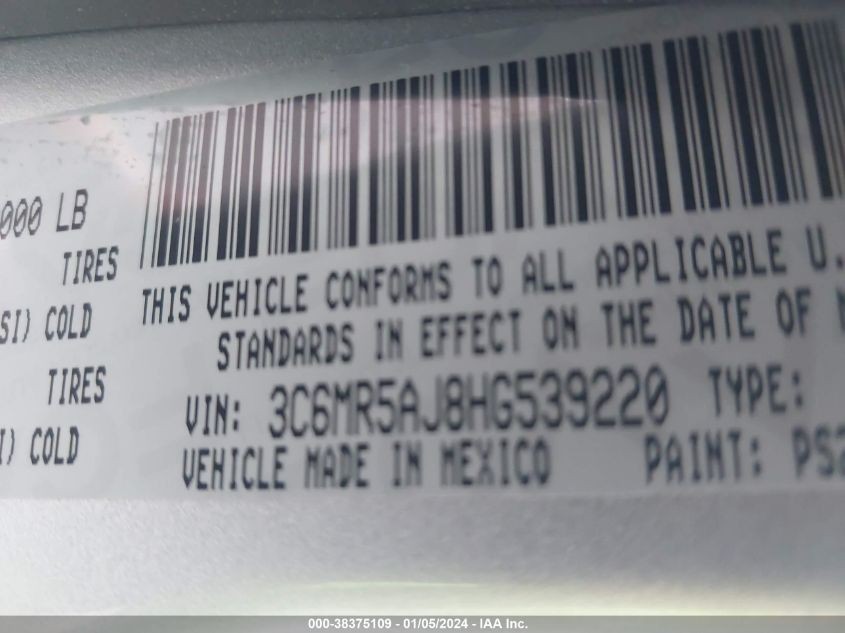 000 LB
TIRES
SI) COLD
TIRES
I) COLD
THIS VEHICLE CONFORMS TO ALL APPLICABLE U.
STANDARDS IN EFFECT ON THE DATE OF
VIN: 3C6MR5AJ8HG539220 TYPE:
VEHICLE MADE IN MEXICO PAINT: PS2
000-38375109 - 01/05/2024 - IAA Inc.